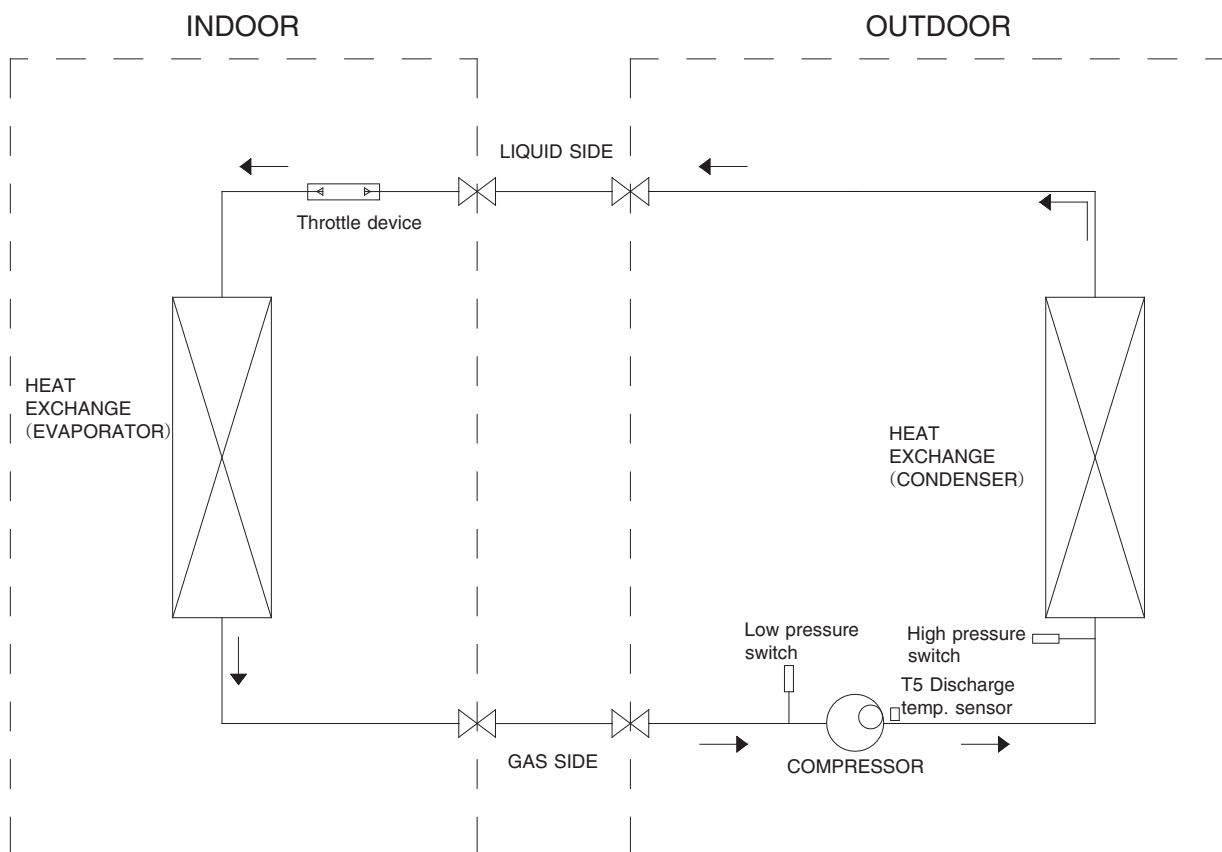 INDOOR
OUTDOOR
LIQUID SIDE
Throttle device
HEAT
EXCHANGE
(EVAPORATOR)
HEAT
EXCHANGE
(CONDENSER)
Low pressure
switch
High pressure
switch
T5 Discharge
temp. sensor
GAS SIDE
COMPRESSOR